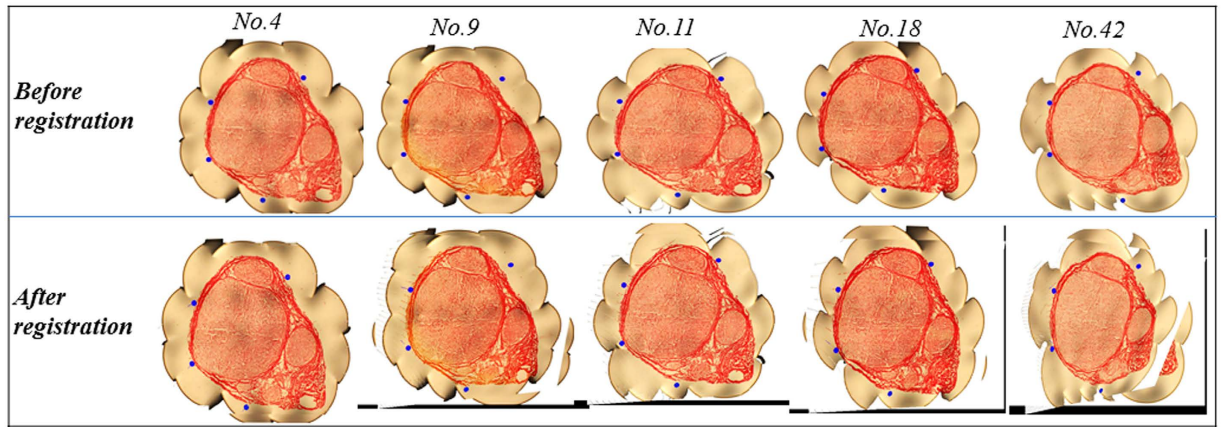 No.4 No.9 No.11 No.18 No.42
Before
registration
After
registration